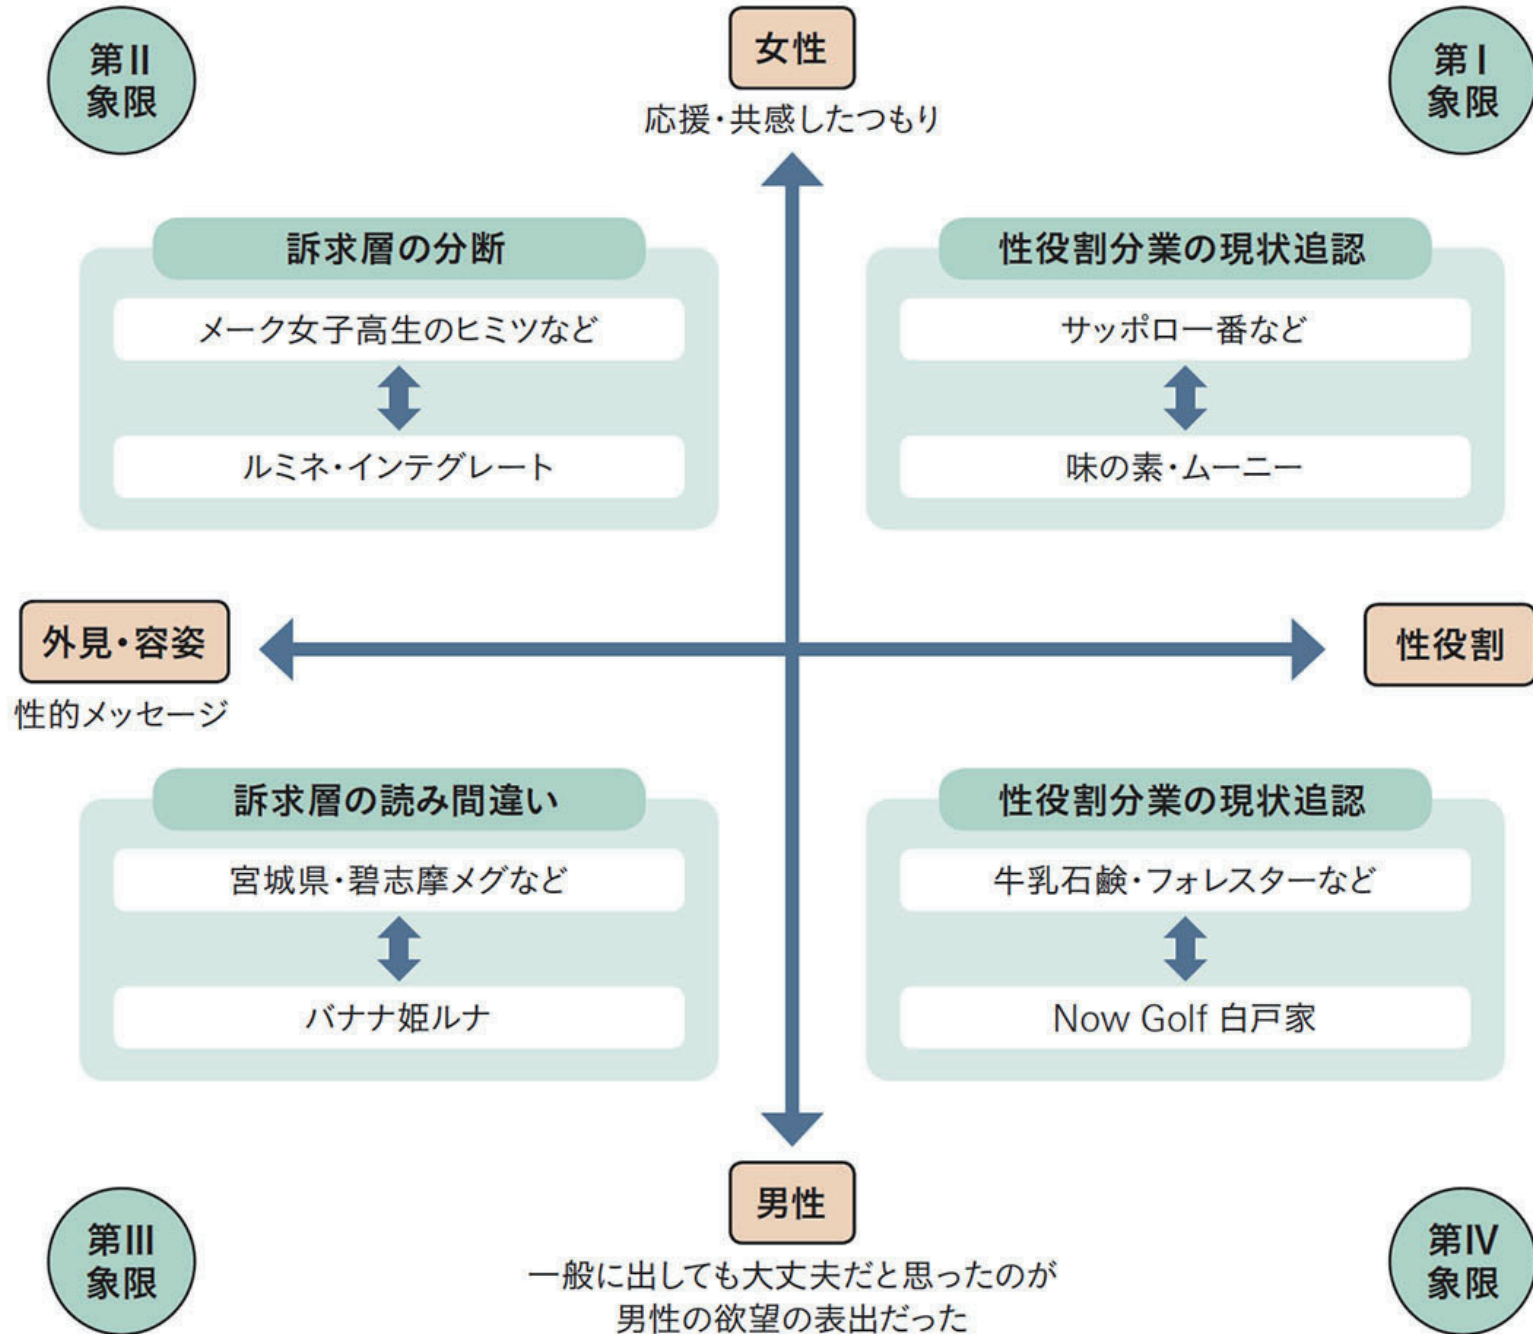 第II
象限
女性
応援・共感したつもり
第I
象限
訴求層の分断
メーク女子高生のヒミツなど
ルミネ・インテグレート
性役割分業の現状追認
サッポロ一番など
味の素・ムーニー
外見・容姿
性的メッセージ
性役割
訴求層の読み間違い
宮城県・碧志摩メグなど
バナナ姫ルナ
性役割分業の現状追認
牛乳石鹸・フォレスターなど
Now Golf 白戸家
第III
象限
男性
一般に出しても大丈夫だと思ったのが
男性の欲望の表出だった
第IV
象限